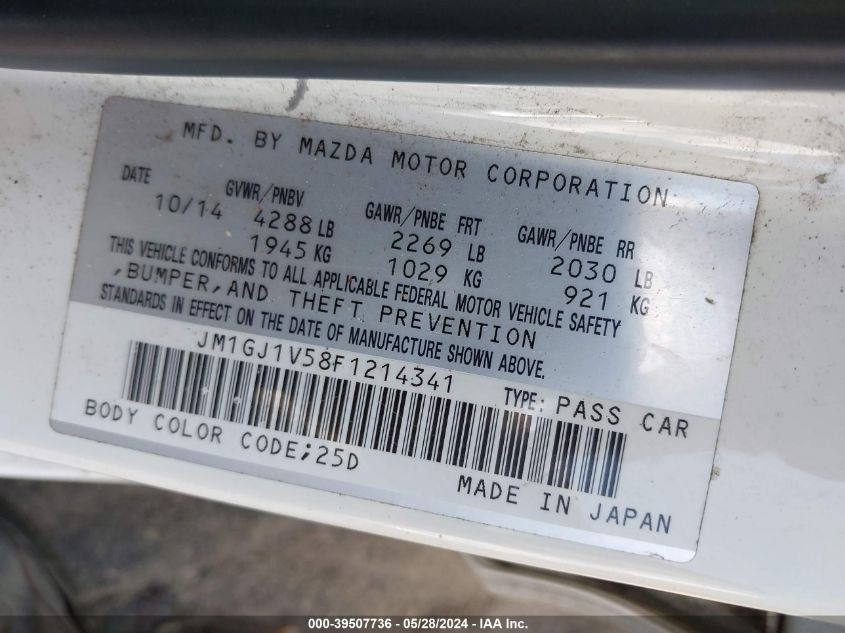 MFD. BY MAZDA MOTOR CORPORATION
DATE GVWR/PNBV GAWR/PNBE FRT GAWR/PNBE RR
10/14 4288 LB 2269 LB 2030 LB
1945 KG 1029 KG 921 KG
THIS VEHICLE CONFORMS TO ALL APPLICABLE FEDERAL MOTOR VEHICLE SAFETY
,BUMPER,AND THEFT PREVENTION
STANDARDS IN EFFECT ON THE DATE OF MANUFACTURE SHOWN ABOVE.
JM1GJ1V58F1214341
TYPE: PASS CAR
BODY COLOR CODE;25D
MADE IN JAPAN
000-39507736 - 05/28/2024 - IAA Inc.